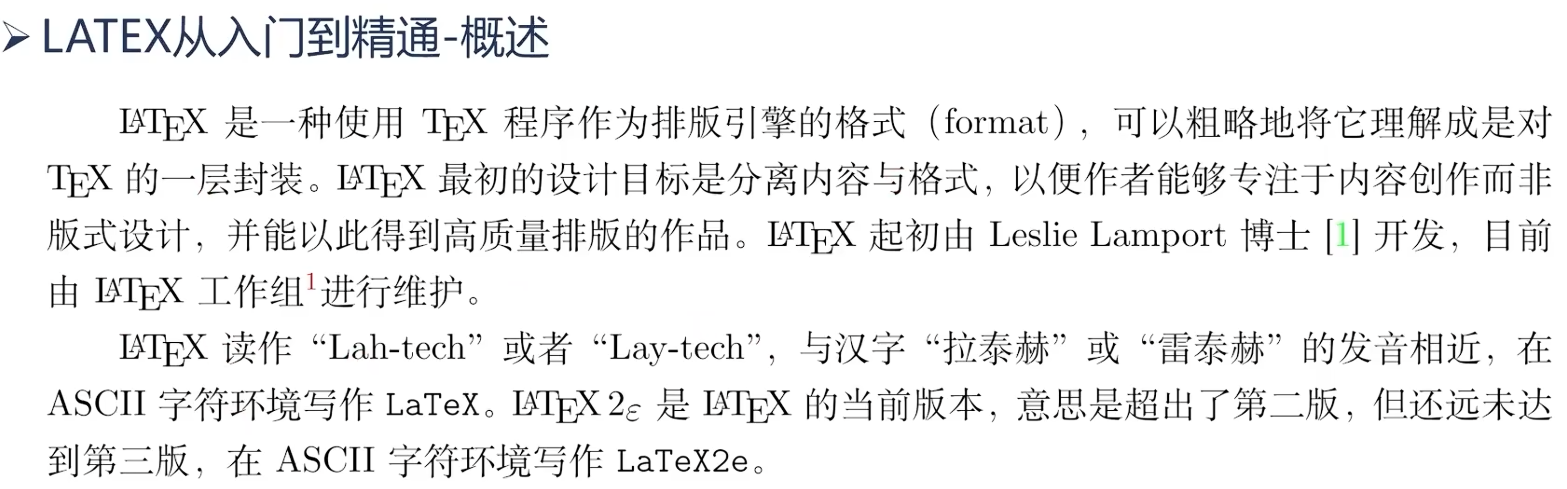 ➢ LATEX从入门到精通-概述
LATEX 是一种使用 TEX 程序作为排版引擎的格式（format），可以粗略地将它理解成是对
TEX 的一层封装。LATEX 最初的设计目标是分离内容与格式，以便作者能够专注于内容创作而非
版式设计，并能以此得到高质量排版的作品。LATEX 起初由 Leslie Lamport 博士 [1] 开发，目前
由 LATEX 工作组¹进行维护。
LATEX 读作 “Lah-tech” 或者 “Lay-tech”，与汉字 “拉泰赫” 或 “雷泰赫” 的发音相近，在
ASCII 字符环境写作 LaTeX。LATEX 2ε 是 LATEX 的当前版本，意思是超出了第二版，但还远未达
到第三版，在 ASCII 字符环境写作 LaTeX2e。